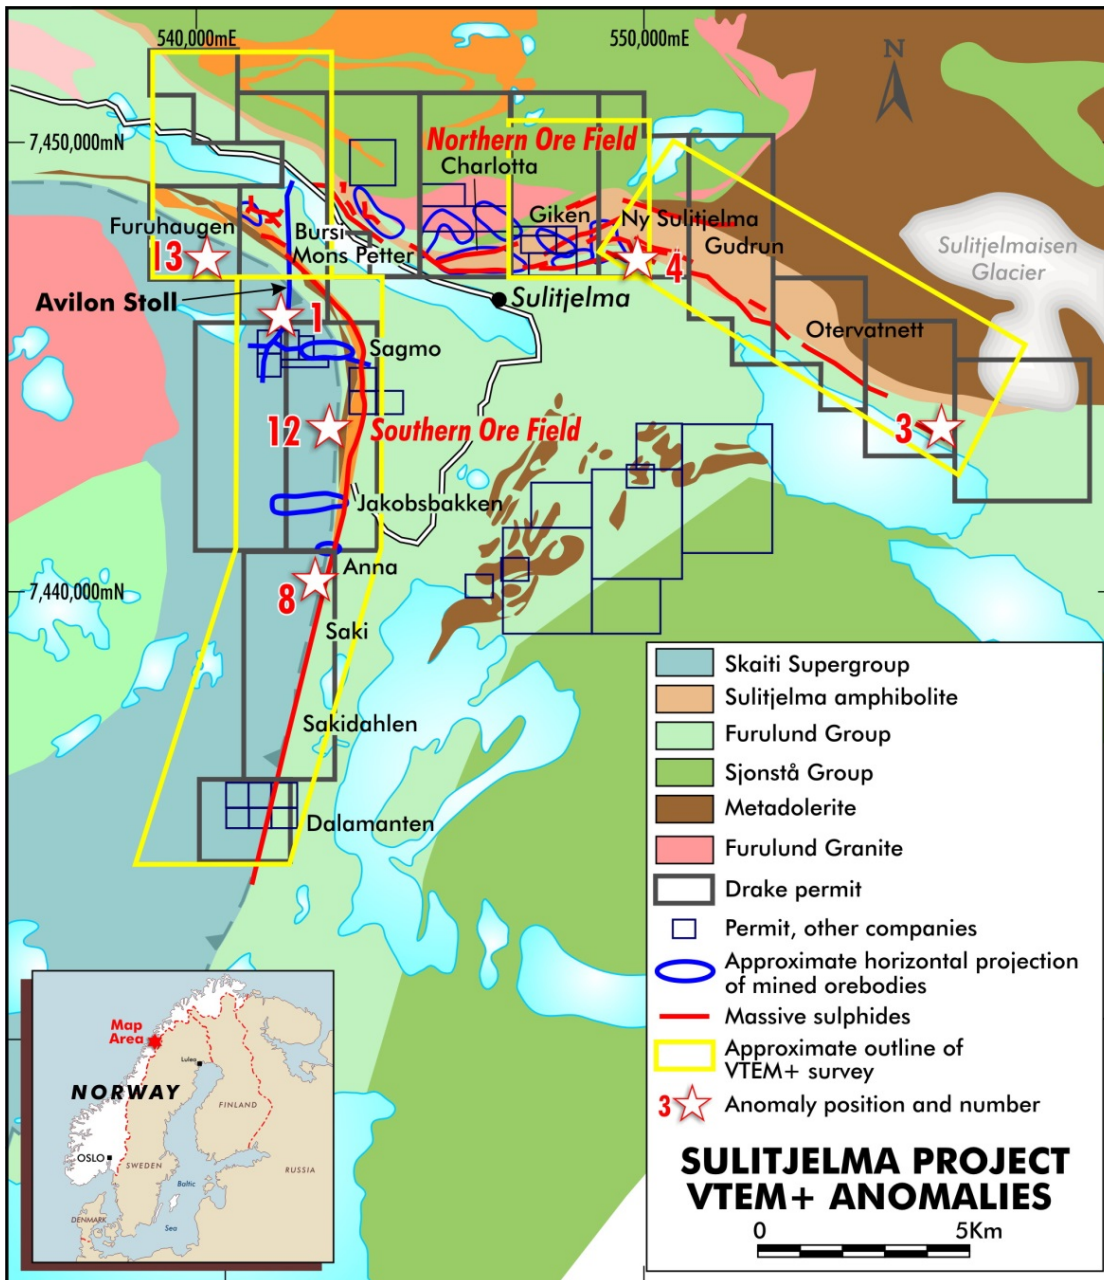 540,000mE
550,000mE
N
7,450,000mN
Northern Ore Field
Charlotta
Furuhaugen
Bursi
Giken
Ny Sulitjelma
Sulitjelmaisen
Glacier
13
Mons Petter
4
Gudrun
Avilon Stoll
1
Sulitjelma
Otervatnett
Sagmo
12
Southern Ore Field
3
Jakobsbakken
Anna
7,440,000mN
8
Saki
Sakidahlen
Dalamanten
Skaiti Supergroup
Sulitjelma amphibolite
Furulund Group
Sjonstå Group
Metadolerite
Furulund Granite
Drake permit
Permit, other companies
Approximate horizontal projection
of mined orebodies
Massive sulphides
Approximate outline of
VTEM+ survey
3 Anomaly position and number
SULITJELMA PROJECT
VTEM+ ANOMALIES
0 5Km
Map
Area
Lulea
NORWAY
FINLAND
OSLO
SWEDEN
RUSSIA
Baltic
Sea
DENMARK